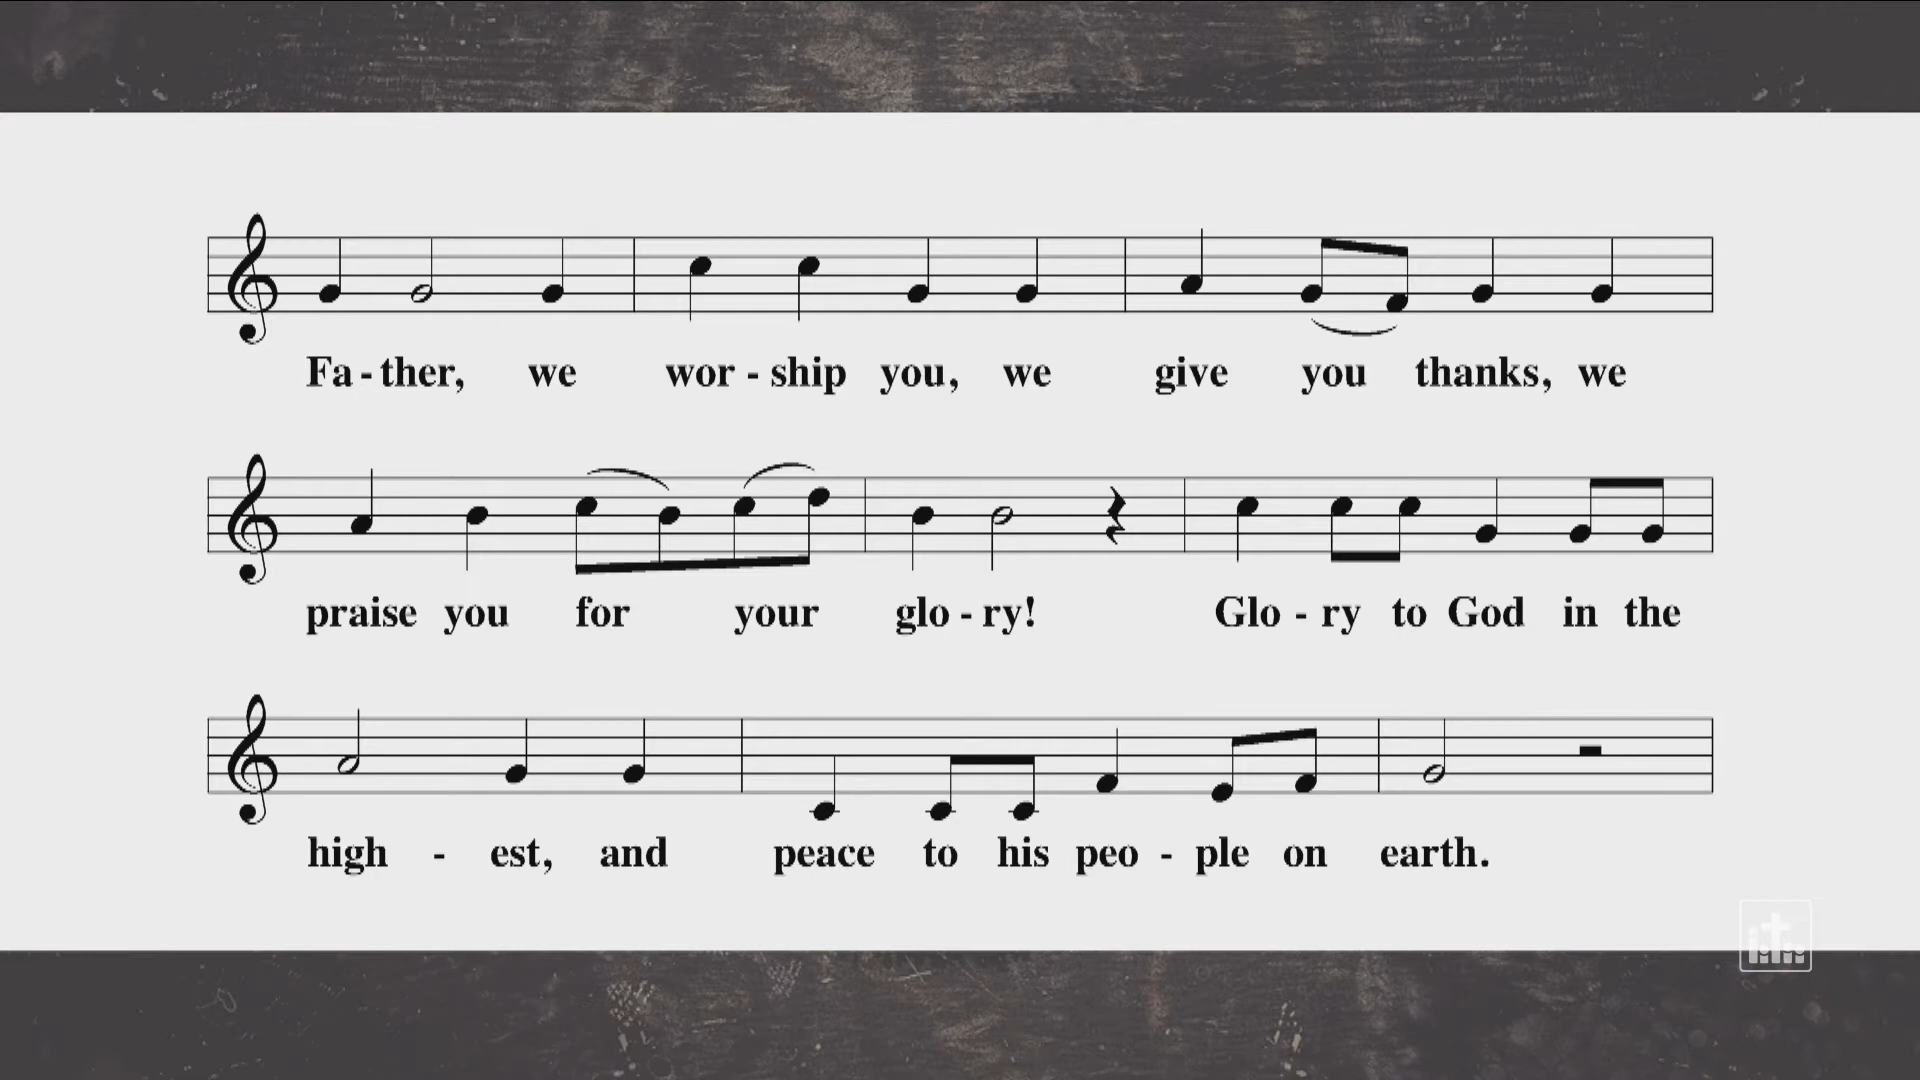 Fa - ther, we wor - ship you, we give you thanks, we
praise you for your glo - ry! Glo - ry to God in the
high - est, and peace to his peo - ple on earth.